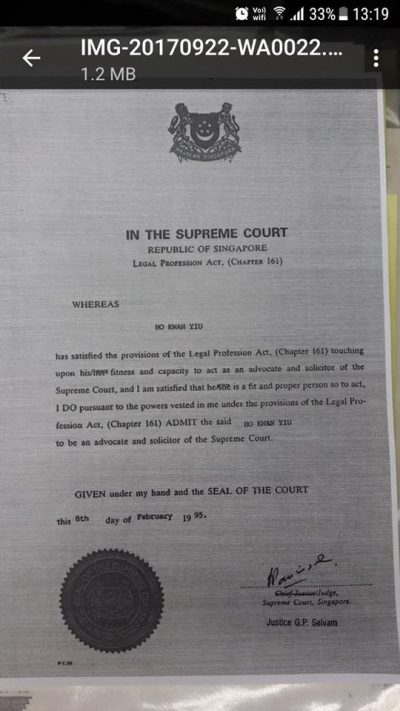 Voi) wifi 33% 13:19
IMG-20170922-WA0022....
1.2 MB
MAJULAH SINGAPURA
IN THE SUPREME COURT
REPUBLIC OF SINGAPORE
LEGAL PROFESSION ACT, (CHAPTER 161)
WHEREAS
HO KWAN YIU
has satisfied the provisions of the Legal Profession Act, (Chapter 161) touching
upon his/ fitness and capacity to act as an advocate and solicitor of the
Supreme Court, and I am satisfied that he/ is a fit and proper person so to act,
I DO pursuant to the powers vested in me under the provisions of the Legal Pro-
fession Act, (Chapter 161) ADMIT the said HO KWAN YIU
to be an advocate and solicitor of the Supreme Court.
GIVEN under my hand and the SEAL OF THE COURT
this 8th day of February 1995.
Chief Justice/Judge,
Supreme Court, Singapore.
Justice G.P. Selvam